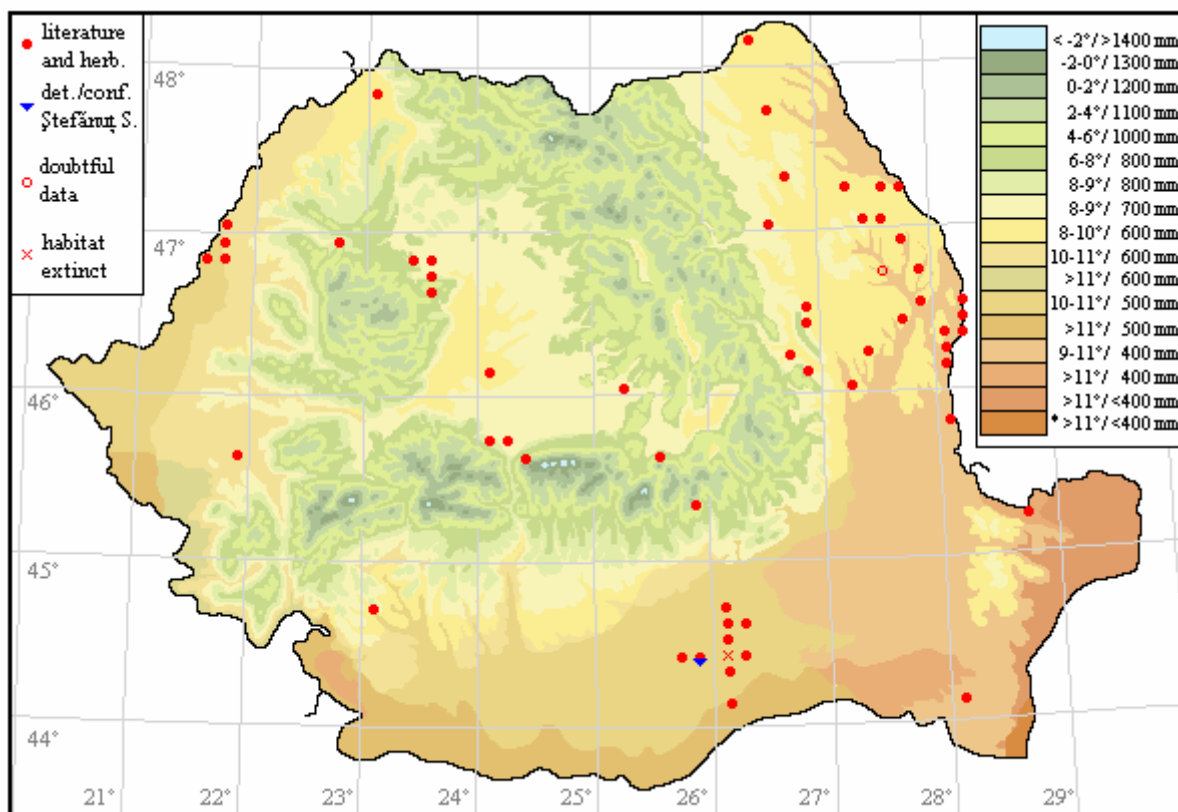 literature
and herb.
det./conf.
Ştefănuţ S.
doubtful
data
habitat
extinct
< -2°/>1400 mm
-2-0°/ 1300 mm
0-2°/ 1200 mm
2-4°/ 1100 mm
4-6°/ 1000 mm
6-8°/ 800 mm
8-9°/ 800 mm
8-9°/ 700 mm
8-10°/ 600 mm
10-11°/ 600 mm
>11°/ 600 mm
10-11°/ 500 mm
>11°/ 500 mm
9-11°/ 400 mm
>11°/ 400 mm
>11°/ <400 mm
* >11°/ <400 mm
48°
47°
46°
45°
44°
21°
22°
23°
24°
25°
26°
27°
28°
29°